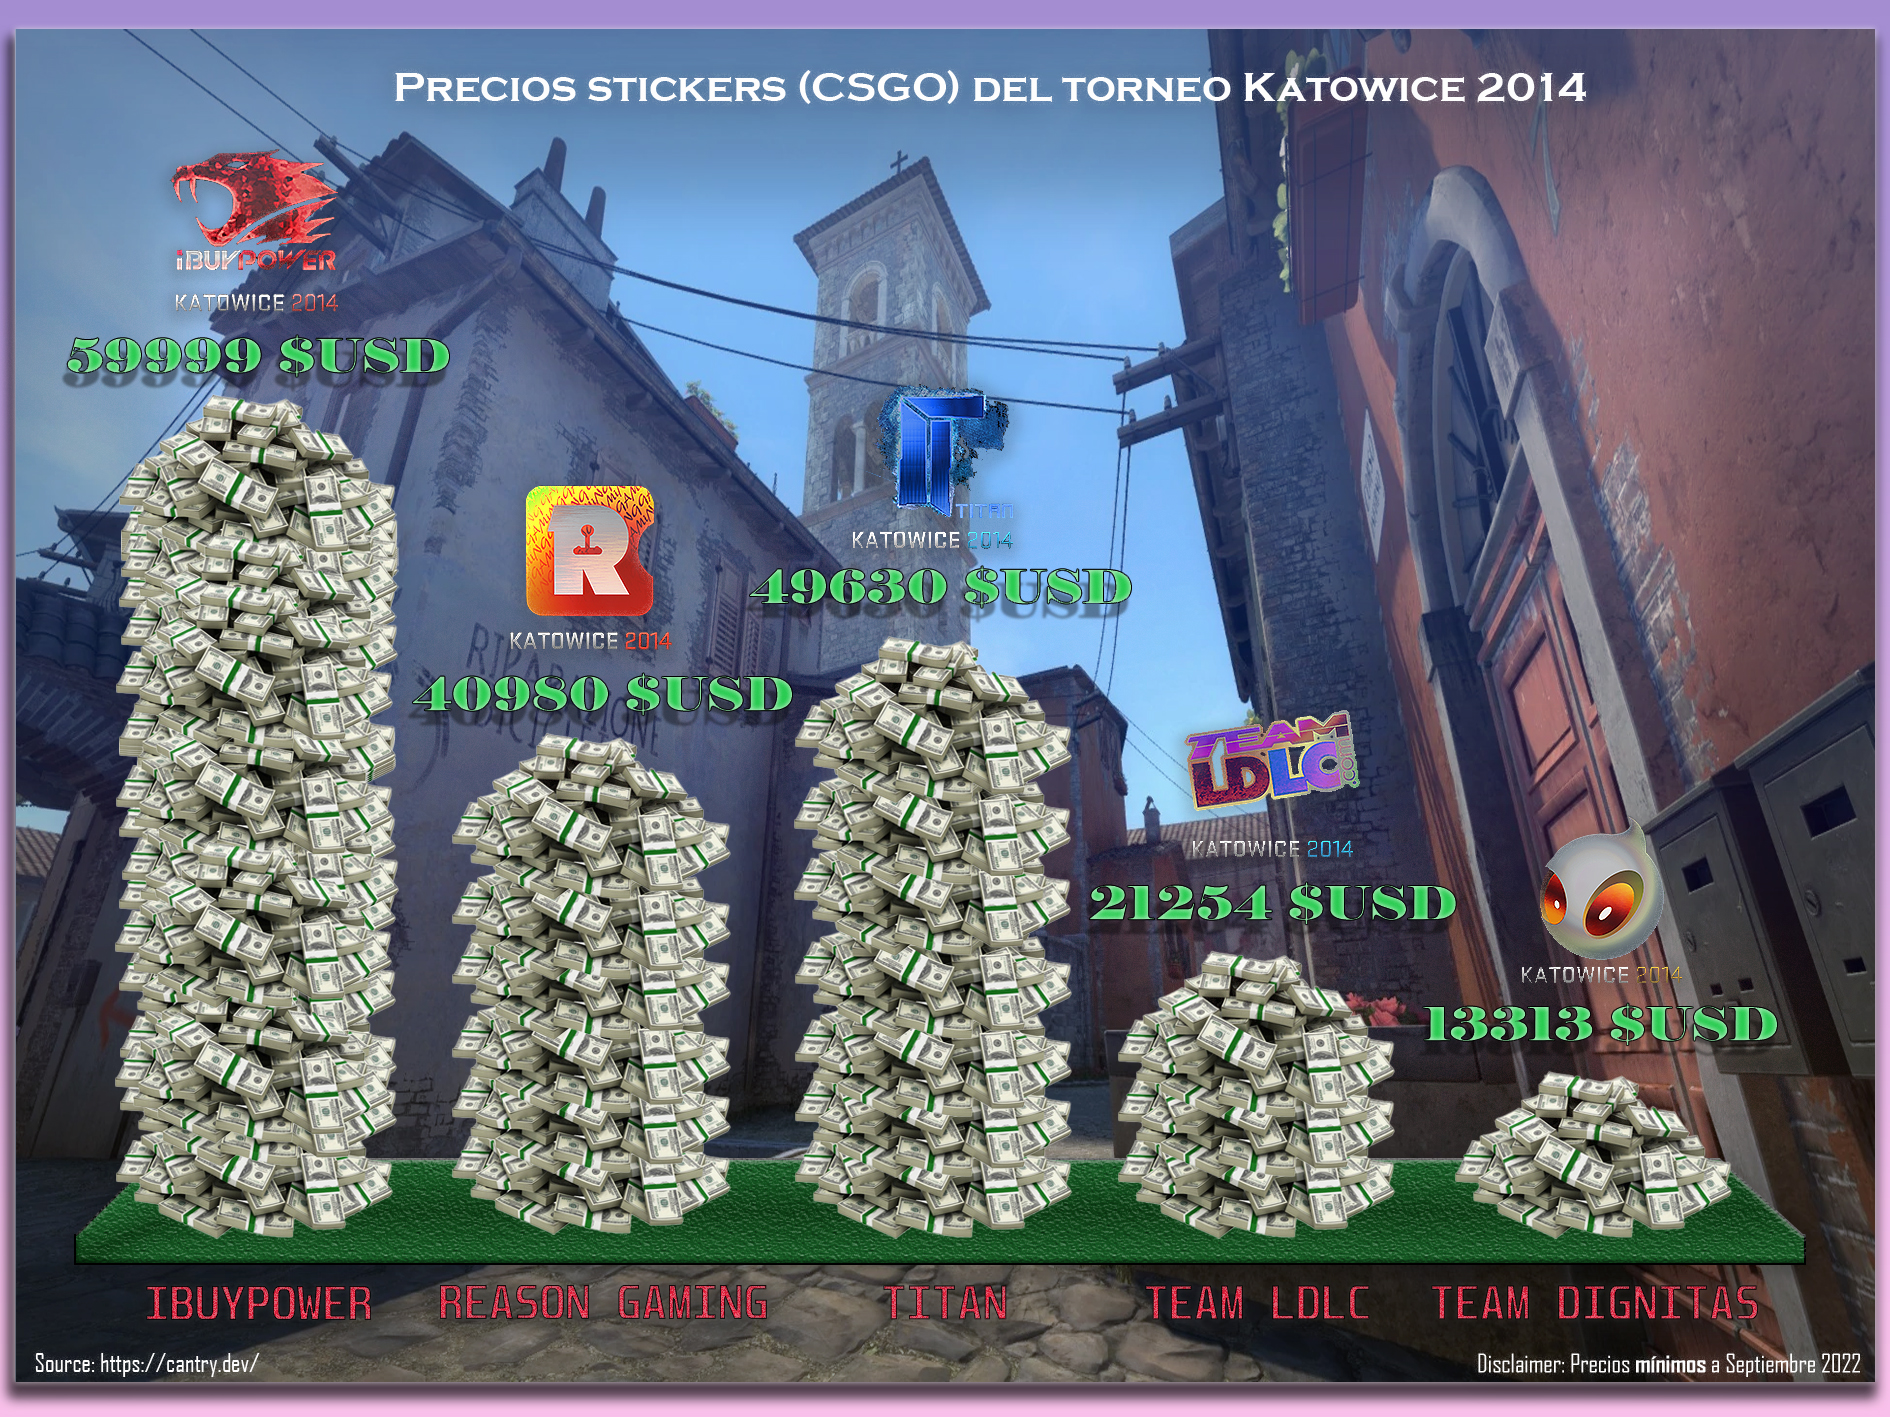 PRECIOS STICKERS (CSGO) DEL TORNEO KATOWICE 2014
iBUYPOWER
KATOWICE 2014
59999 $USD
R
KATOWICE 2014
40980 $USD
TITAN
KATOWICE 2014
49630 $USD
TEAM
LDLC.com
KATOWICE 2014
21254 $USD
KATOWICE 2014
13313 $USD
IBUYPOWER
REASON GAMING
TITAN
TEAM LDLC
TEAM DIGNITAS
Source: https://cantry.dev/
Disclaimer: Precios mínimos a Septiembre 2022